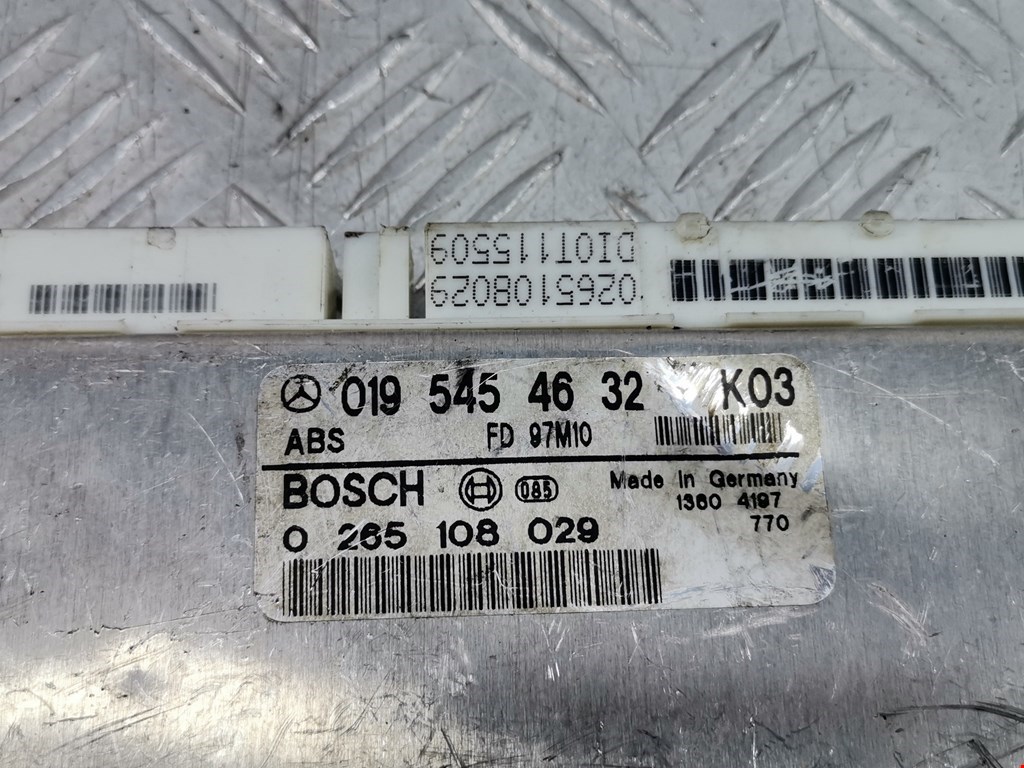 DIOT115509
0265108029
019 545 46 32 K03
ABS FD 97M10
BOSCH 085 Made in Germany
1360 4197
0 265 108 029 770